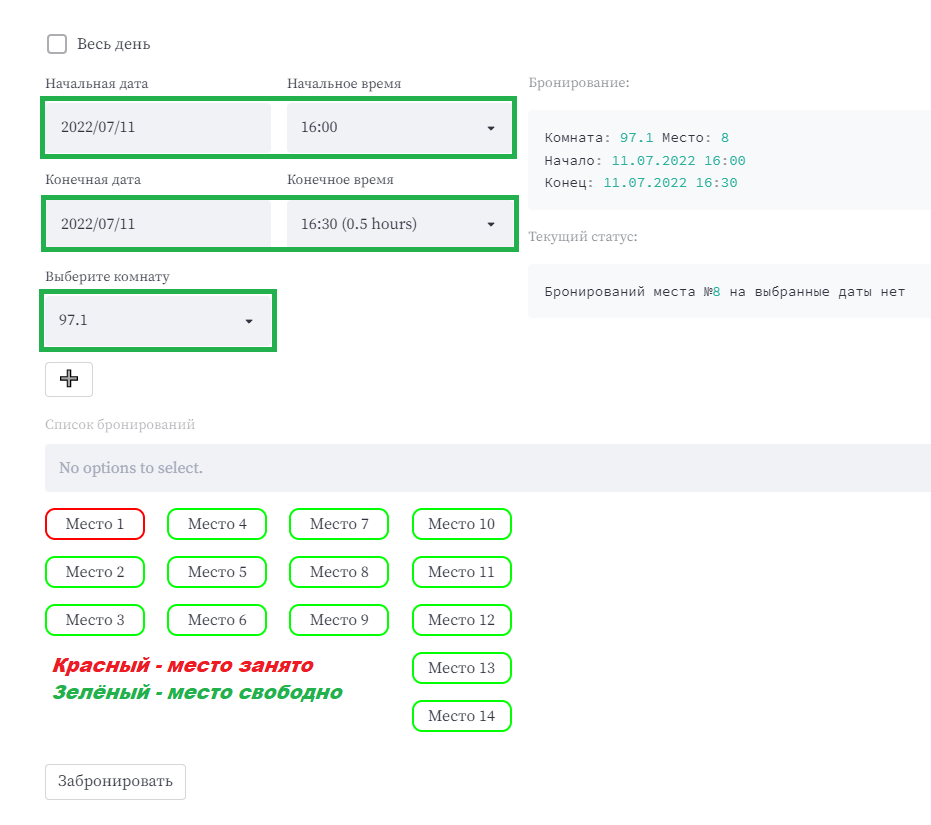 Весь день
Начальная дата
Начальное время
2022/07/11
16:00
Конечная дата
Конечное время
2022/07/11
16:30 (0.5 hours)
Выберите комнату
97.1
Бронирование:
Комната: 97.1 Место: 8
Начало: 11.07.2022 16:00
Конец: 11.07.2022 16:30
Текущий статус:
Бронирований места №8 на выбранные даты нет
Список бронирований
No options to select.
Место 1
Место 4
Место 7
Место 10
Место 2
Место 5
Место 8
Место 11
Место 3
Место 6
Место 9
Место 12
Красный - место занято
Зелёный - место свободно
Место 13
Место 14
Забронировать